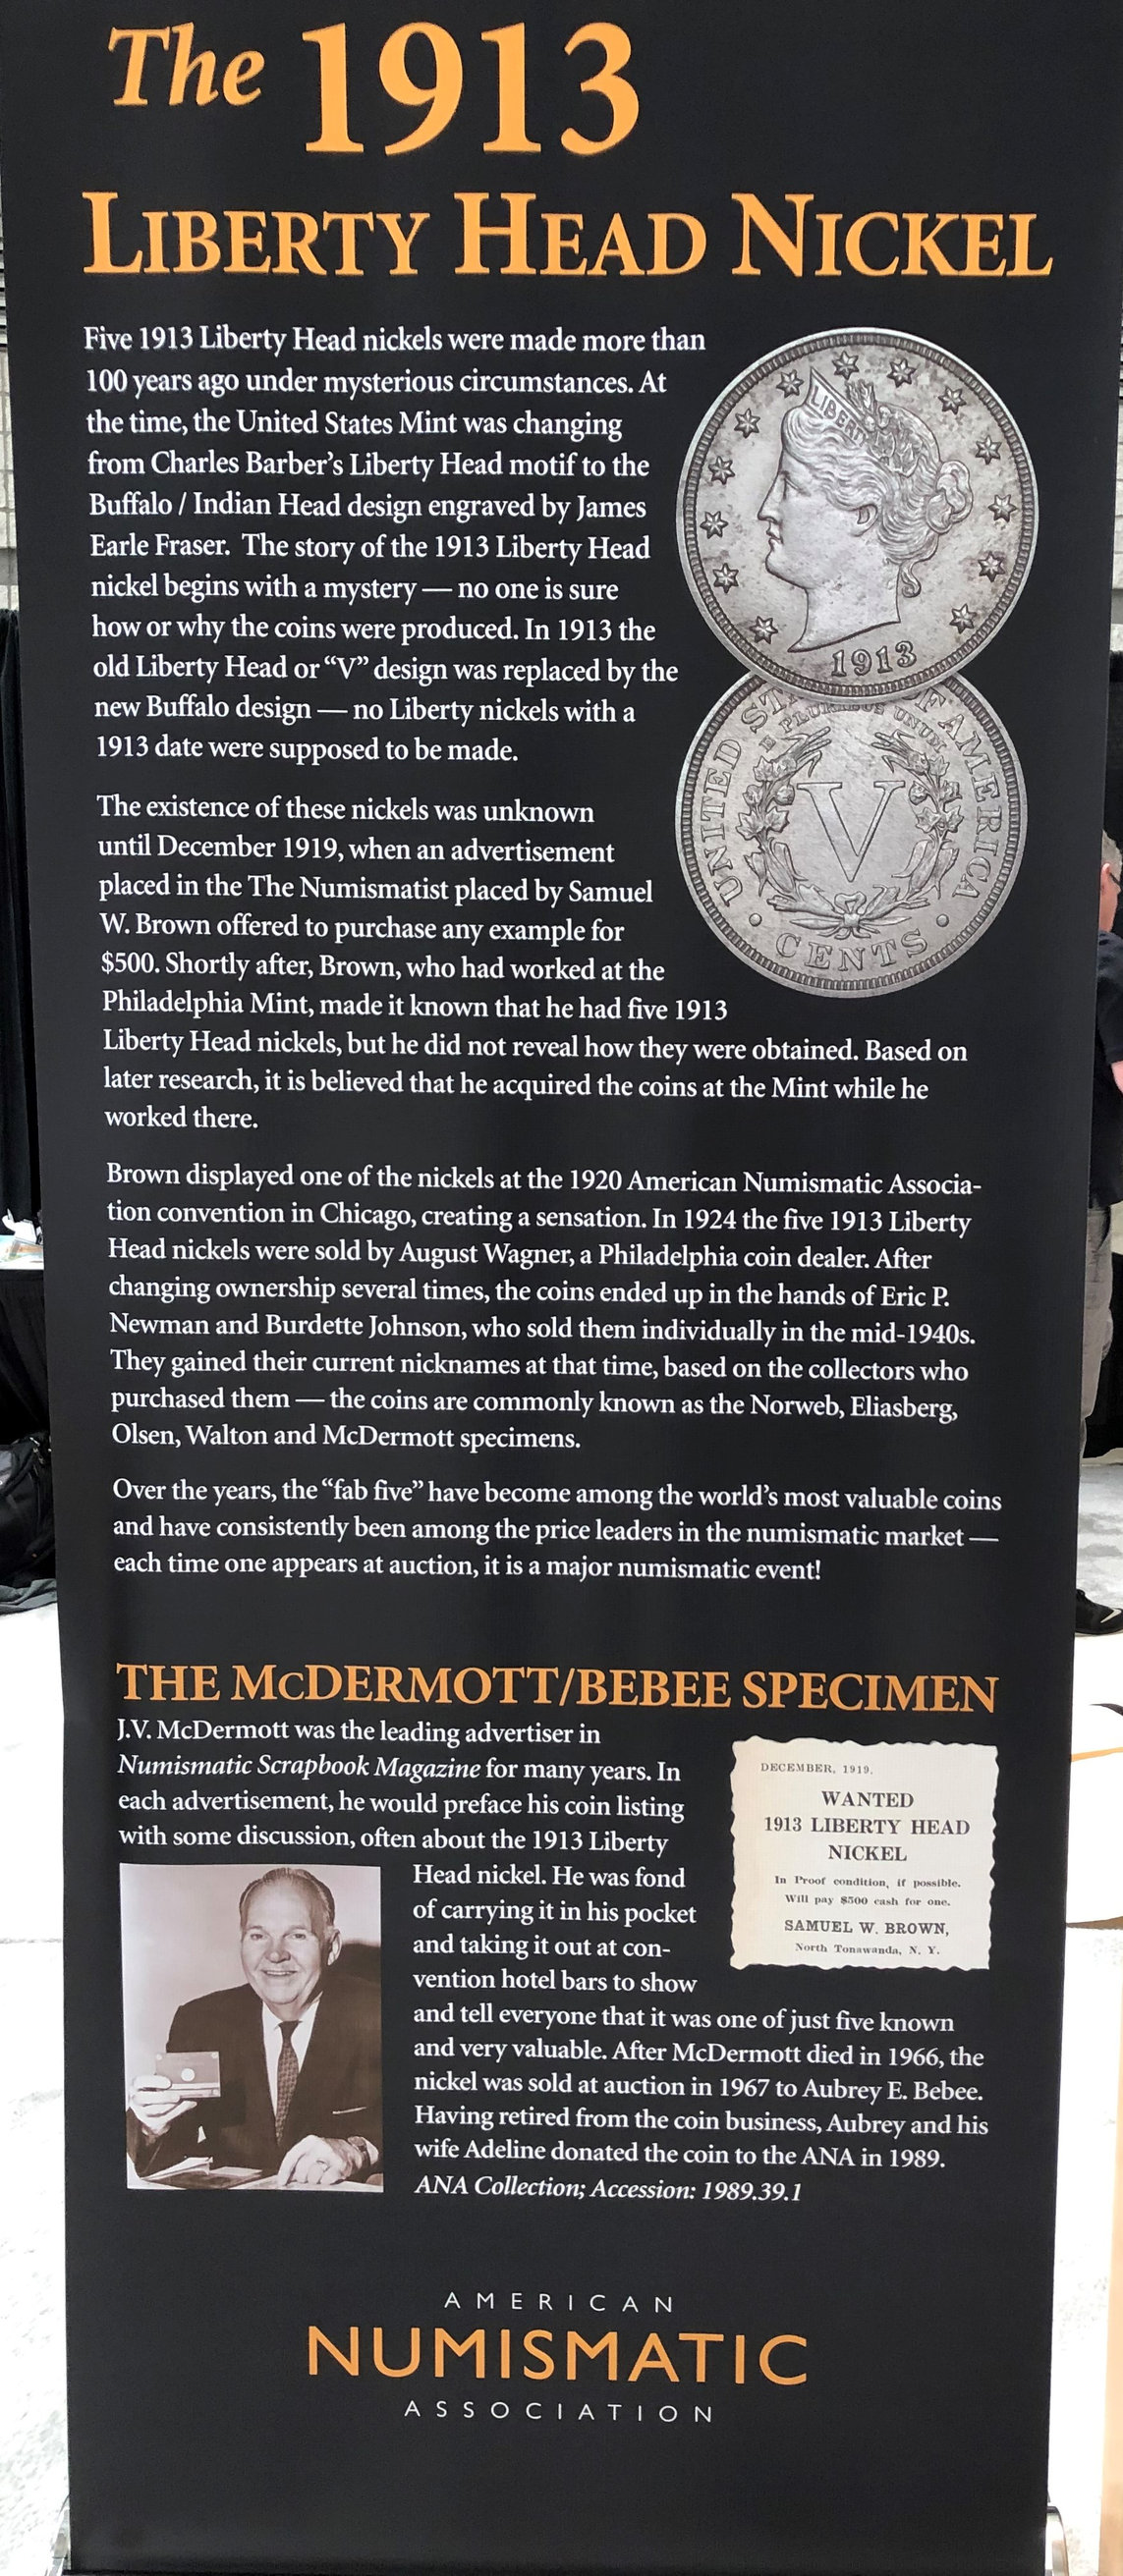 The 1913
LIBERTY HEAD NICKEL
Five 1913 Liberty Head nickels were made more than
100 years ago under mysterious circumstances. At
the time, the United States Mint was changing
from Charles Barber's Liberty Head motif to the
Buffalo / Indian Head design engraved by James
Earle Fraser. The story of the 1913 Liberty Head
nickel begins with a mystery — no one is sure
how or why the coins were produced. In 1913 the
old Liberty Head or “V” design was replaced by the
new Buffalo design — no Liberty nickels with a
1913 date were supposed to be made.
LIBERTY
1913
UNITED STATES OF AMERICA
E PLURIBUS UNUM
V
CENTS
The existence of these nickels was unknown
until December 1919, when an advertisement
placed in the The Numismatist placed by Samuel
W. Brown offered to purchase any example for
$500. Shortly after, Brown, who had worked at the
Philadelphia Mint, made it known that he had five 1913
Liberty Head nickels, but he did not reveal how they were obtained. Based on
later research, it is believed that he acquired the coins at the Mint while he
worked there.
Brown displayed one of the nickels at the 1920 American Numismatic Associa-
tion convention in Chicago, creating a sensation. In 1924 the five 1913 Liberty
Head nickels were sold by August Wagner, a Philadelphia coin dealer. After
changing ownership several times, the coins ended up in the hands of Eric P.
Newman and Burdette Johnson, who sold them individually in the mid-1940s.
They gained their current nicknames at that time, based on the collectors who
purchased them — the coins are commonly known as the Norweb, Eliasberg,
Olsen, Walton and McDermott specimens.
Over the years, the “fab five” have become among the world's most valuable coins
and have consistently been among the price leaders in the numismatic market —
each time one appears at auction, it is a major numismatic event!
THE McDERMOTT/BEBEE SPECIMEN
J.V. McDermott was the leading advertiser in
Numismatic Scrapbook Magazine for many years. In
each advertisement, he would preface his coin listing
with some discussion, often about the 1913 Liberty
Head nickel. He was fond
of carrying it in his pocket
and taking it out at con-
vention hotel bars to show
and tell everyone that it was one of just five known
and very valuable. After McDermott died in 1966, the
nickel was sold at auction in 1967 to Aubrey E. Bebee.
Having retired from the coin business, Aubrey and his
wife Adeline donated the coin to the ANA in 1989.
ANA Collection; Accession: 1989.39.1
DECEMBER, 1919.
WANTED
1913 LIBERTY HEAD
NICKEL
In Proof condition, if possible.
Will pay $500 cash for one.
SAMUEL W. BROWN,
North Tonawanda, N. Y.
AMERICAN
NUMISMATIC
ASSOCIATION